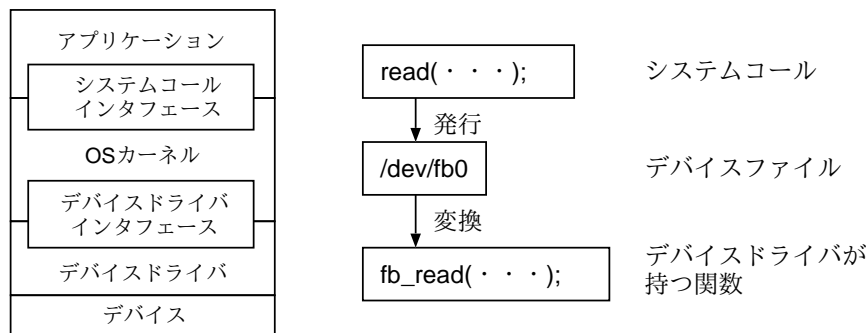 アプリケーション
システムコール
インタフェース
OSカーネル
デバイスドライバ
インタフェース
デバイスドライバ
デバイス
read(・・・);
システムコール
発行
/dev/fb0
デバイスファイル
変換
fb_read(・・・);
デバイスドライバが
持つ関数